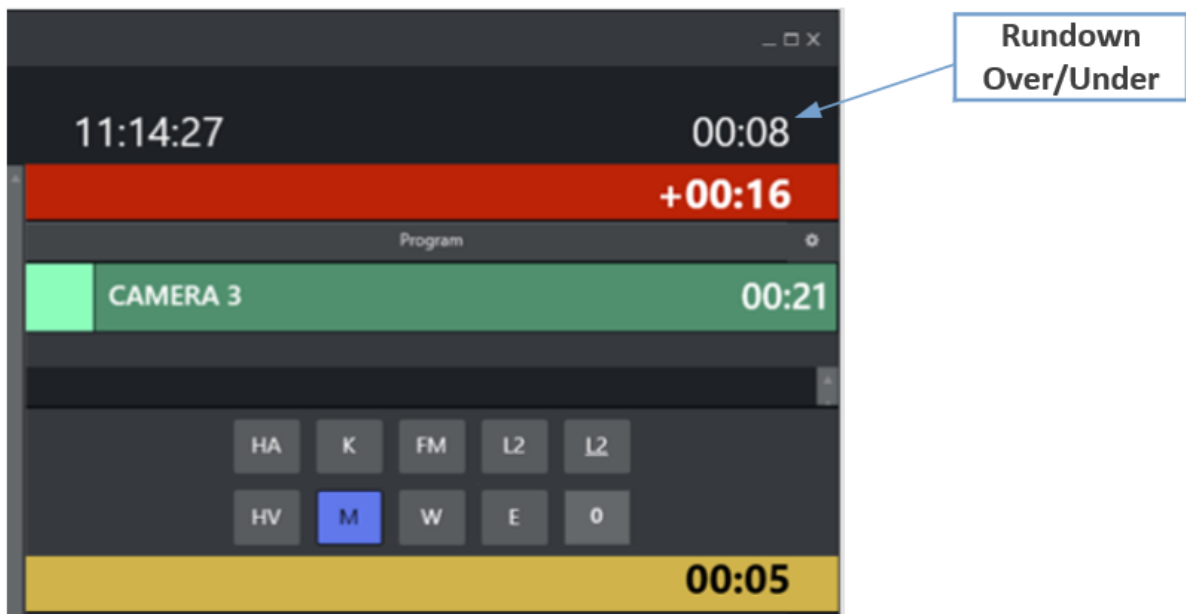 Rundown
Over/Under
11:14:27 00:08
+00:16
Program
CAMERA 3 00:21
HA K FM L2 L2
HV M W E 0
00:05